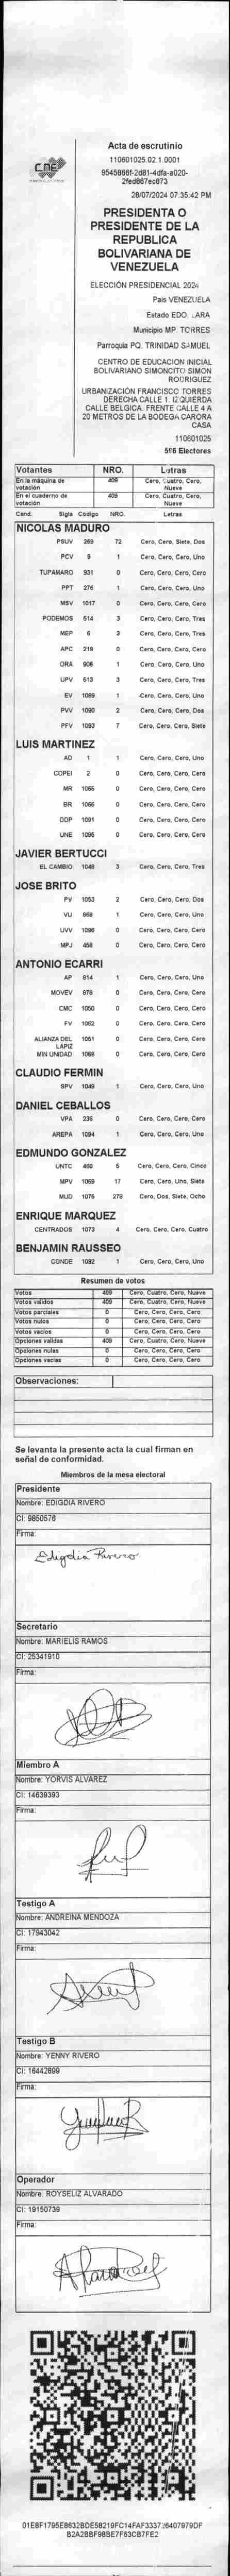 CNE
Acta de escrutinio
110601025.02.1.0001
28/07/2024 07:35:42 PM
PRESIDENTA O
PRESIDENTE DE LA
REPUBLICA
BOLIVARIANA DE
VENEZUELA
ELECCIÓN PRESIDENCIAL 2024
Pais VENEZUELA
Estado EDO. LARA
Municipio MP. TORRES
Parroquia PQ. TRINIDAD SAMUEL
CENTRO DE EDUCACION INICIAL
BOLIVARIANO SIMONCITO SIMON
RODRIGUEZ
URBANIZACIÓN FRANCISCO TORRES
DERECHA CALLE 1. IZQUIERDA
CALLE BELGICA. FRENTE CALLE 4 A
20 METROS DE LA BODEGA CARORA
CASA
110601025
516 Electores
Votantes NRO. Letras
En la máquina de votación 409 Cero, Cuatro, Cero, Nueve
En el cuaderno de votación 409 Cero, Cuatro, Cero, Nueve
Cand. Sigla Código NRO. Letras
NICOLAS MADURO
PSUV 269 72 Cero, Cero, Siete, Dos
PCV 9 1 Cero, Cero, Cero, Uno
TUPAMARO 931 0 Cero, Cero, Cero, Cero
PPT 276 1 Cero, Cero, Cero, Uno
MSV 1017 0 Cero, Cero, Cero, Cero
PODEMOS 514 3 Cero, Cero, Cero, Tres
MEP 6 3 Cero, Cero, Cero, Tres
APC 219 0 Cero, Cero, Cero, Cero
ORA 906 1 Cero, Cero, Cero, Uno
UPV 513 3 Cero, Cero, Cero, Tres
EV 1089 1 Cero, Cero, Cero, Uno
PVV 1090 2 Cero, Cero, Cero, Dos
PFV 1093 7 Cero, Cero, Cero, Siete
LUIS MARTINEZ
AD 1 1 Cero, Cero, Cero, Uno
COPEI 2 0 Cero, Cero, Cero, Cero
MR 1065 0 Cero, Cero, Cero, Cero
BR 1066 0 Cero, Cero, Cero, Cero
DDP 1091 0 Cero, Cero, Cero, Cero
UNE 1095 0 Cero, Cero, Cero, Cero
JAVIER BERTUCCI
EL CAMBIO 1048 3 Cero, Cero, Cero, Tres
JOSE BRITO
PV 1053 2 Cero, Cero, Cero, Dos
VU 868 1 Cero, Cero, Cero, Uno
UVV 1096 0 Cero, Cero, Cero, Cero
MPJ 458 0 Cero, Cero, Cero, Cero
ANTONIO ECARRI
AP 814 1 Cero, Cero, Cero, Uno
MOVEV 879 0 Cero, Cero, Cero, Cero
CMC 1050 0 Cero, Cero, Cero, Cero
FV 1062 0 Cero, Cero, Cero, Cero
ALIANZA DEL LAPIZ 1051 0 Cero, Cero, Cero, Cero
MIN UNIDAD 1068 0 Cero, Cero, Cero, Cero
CLAUDIO FERMIN
SPV 1049 1 Cero, Cero, Cero, Uno
DANIEL CEBALLOS
VPA 236 0 Cero, Cero, Cero, Cero
AREPA 1094 1 Cero, Cero, Cero, Uno
EDMUNDO GONZALEZ
UNTC 460 5 Cero, Cero, Cero, Cinco
MPV 1069 17 Cero, Cero, Uno, Siete
MUD 1075 278 Cero, Dos, Siete, Ocho
ENRIQUE MARQUEZ
CENTRADOS 1073 4 Cero, Cero, Cero, Cuatro
BENJAMIN RAUSSEO
CONDE 1092 1 Cero, Cero, Cero, Uno
Resumen de votos
Votos 409 Cero, Cuatro, Cero, Nueve
Votos validos 409 Cero, Cuatro, Cero, Nueve
Votos parciales 0 Cero, Cero, Cero, Cero
Votos nulos 0 Cero, Cero, Cero, Cero
Votos vacios 0 Cero, Cero, Cero, Cero
Opciones validas 409 Cero, Cuatro, Cero, Nueve
Opciones nulas 0 Cero, Cero, Cero, Cero
Opciones vacias 0 Cero, Cero, Cero, Cero
Observaciones:
Se levanta la presente acta la cual firman en
señal de conformidad.
Miembros de la mesa electoral
Presidente
Nombre: EDIGDIA RIVERO
CI: 9850576
Firma:
Edigdia Rivero
Secretario
Nombre: MARIELIS RAMOS
CI: 25341910
Firma:
Miembro A
Nombre: YORVIS ALVAREZ
CI: 14639393
Firma:
Testigo A
Nombre: ANDREINA MENDOZA
CI: 17943042
Firma:
Testigo B
Nombre: YENNY RIVERO
CI: 16442899
Firma:
Operador
Nombre: ROYSELIZ ALVARADO
CI: 19150739
Firma:
B2A2BBF98BE7F63CB7FE2